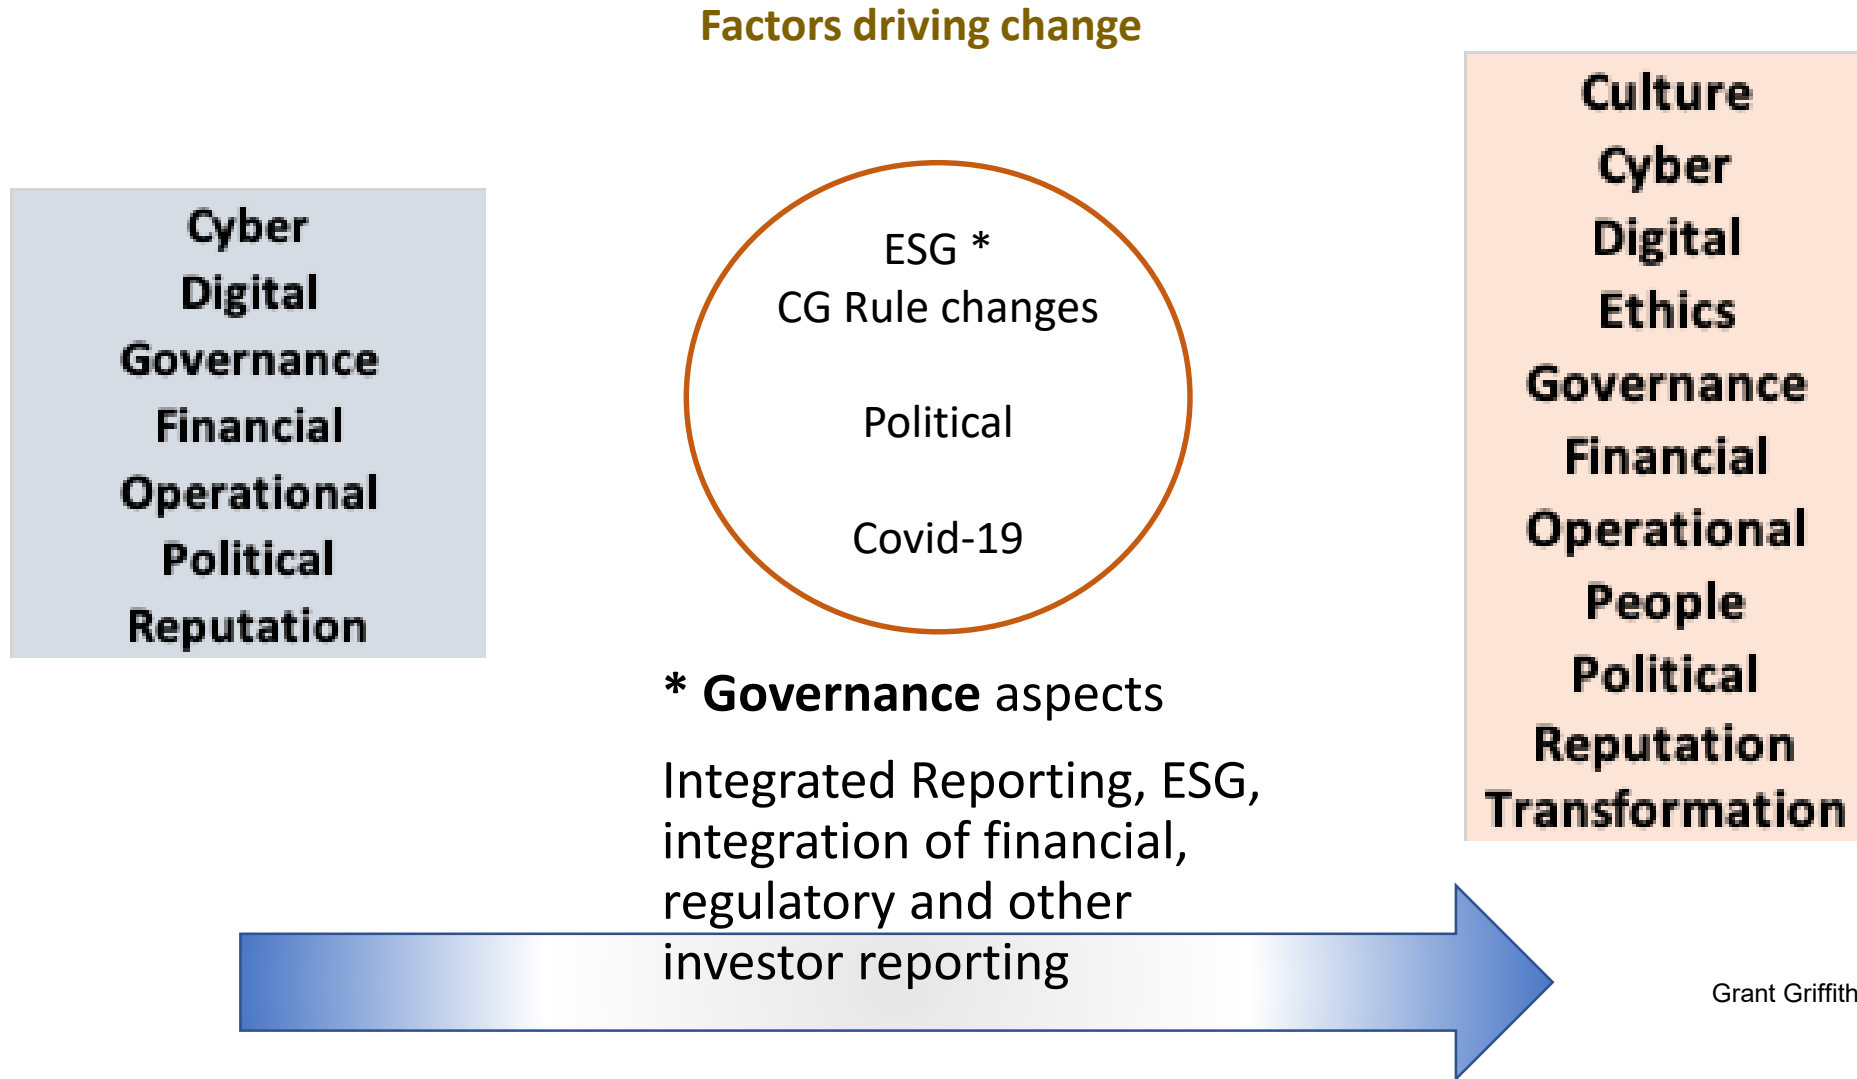 Factors driving change
Cyber
Digital
Governance
Financial
Operational
Political
Reputation
ESG *
CG Rule changes
Political
Covid-19
* Governance aspects
Integrated Reporting, ESG,
integration of financial,
regulatory and other
investor reporting
Culture
Cyber
Digital
Ethics
Governance
Financial
Operational
People
Political
Reputation
Transformation
Grant Griffith